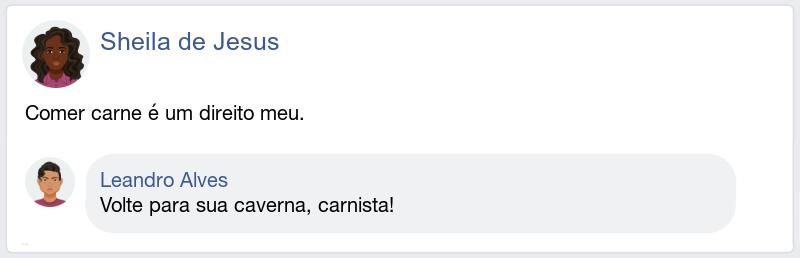 Sheila de Jesus
Comer carne é um direito meu.
Leandro Alves
Volte para sua caverna, carnista!